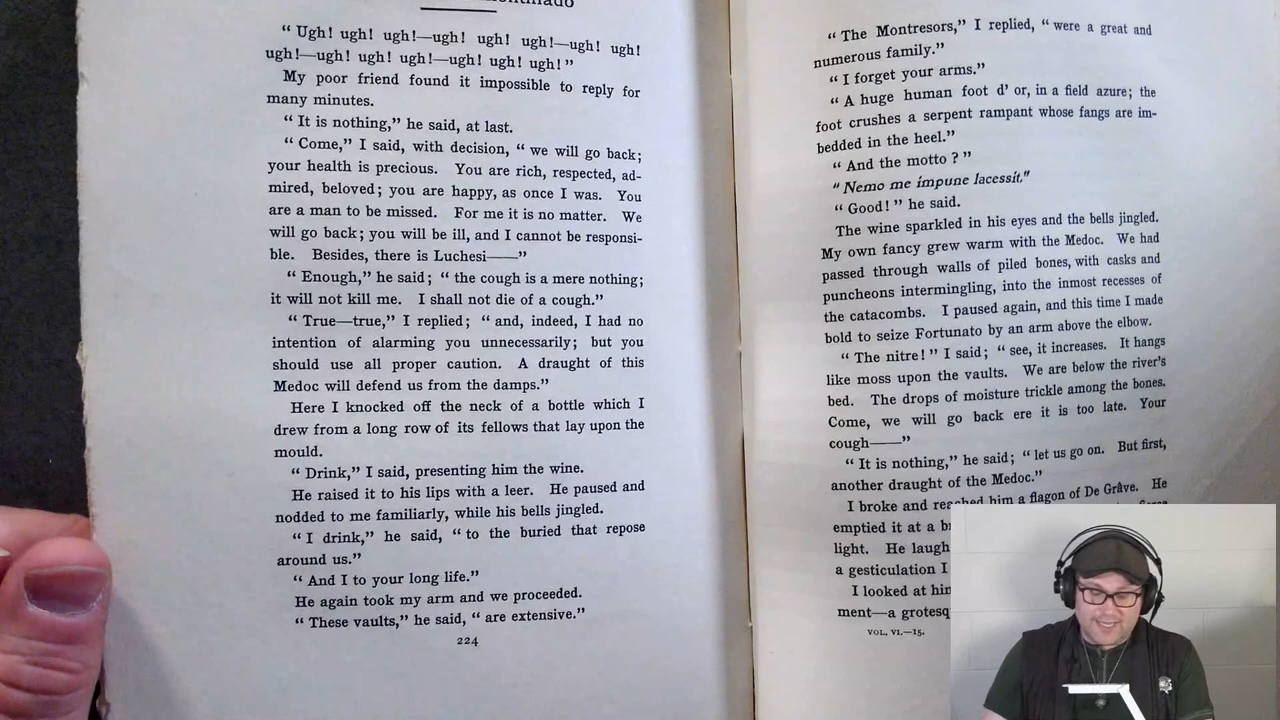 “ Ugh! ugh! ugh!—ugh! ugh! ugh!—ugh! ugh!
ugh!—ugh! ugh! ugh!—ugh! ugh! ugh! ”
My poor friend found it impossible to reply for
many minutes.
“ It is nothing,” he said, at last.
“ Come,” I said, with decision, “ we will go back;
your health is precious. You are rich, respected, ad-
mired, beloved; you are happy, as once I was. You
are a man to be missed. For me it is no matter. We
will go back; you will be ill, and I cannot be responsi-
ble. Besides, there is Luchesi——”
“ Enough,” he said; “ the cough is a mere nothing;
it will not kill me. I shall not die of a cough.”
“ True—true,” I replied; “ and, indeed, I had no
intention of alarming you unnecessarily; but you
should use all proper caution. A draught of this
Medoc will defend us from the damps.”
Here I knocked off the neck of a bottle which I
drew from a long row of its fellows that lay upon the
mould.
“ Drink,” I said, presenting him the wine.
He raised it to his lips with a leer. He paused and
nodded to me familiarly, while his bells jingled.
“ I drink,” he said, “ to the buried that repose
around us.”
“ And I to your long life.”
He again took my arm and we proceeded.
“ These vaults,” he said, “ are extensive.”
224
“ The Montresors,” I replied, “ were a great and
numerous family.”
“ I forget your arms.”
“ A huge human foot d’ or, in a field azure; the
foot crushes a serpent rampant whose fangs are im-
bedded in the heel.”
“ And the motto ? ”
“ Nemo me impune lacessit.”
“ Good! ” he said.
The wine sparkled in his eyes and the bells jingled.
My own fancy grew warm with the Medoc. We had
passed through walls of piled bones, with casks and
puncheons intermingling, into the inmost recesses of
the catacombs. I paused again, and this time I made
bold to seize Fortunato by an arm above the elbow.
“ The nitre! ” I said; “ see, it increases. It hangs
like moss upon the vaults. We are below the river’s
bed. The drops of moisture trickle among the bones.
Come, we will go back ere it is too late. Your
cough——”
“ It is nothing,” he said; “ let us go on. But first,
another draught of the Medoc.”
I broke and reached him a flagon of De Grâve. He
emptied it at a
light. He
a gesticulation I
I looked at
ment—a
VOL. VI.—15.